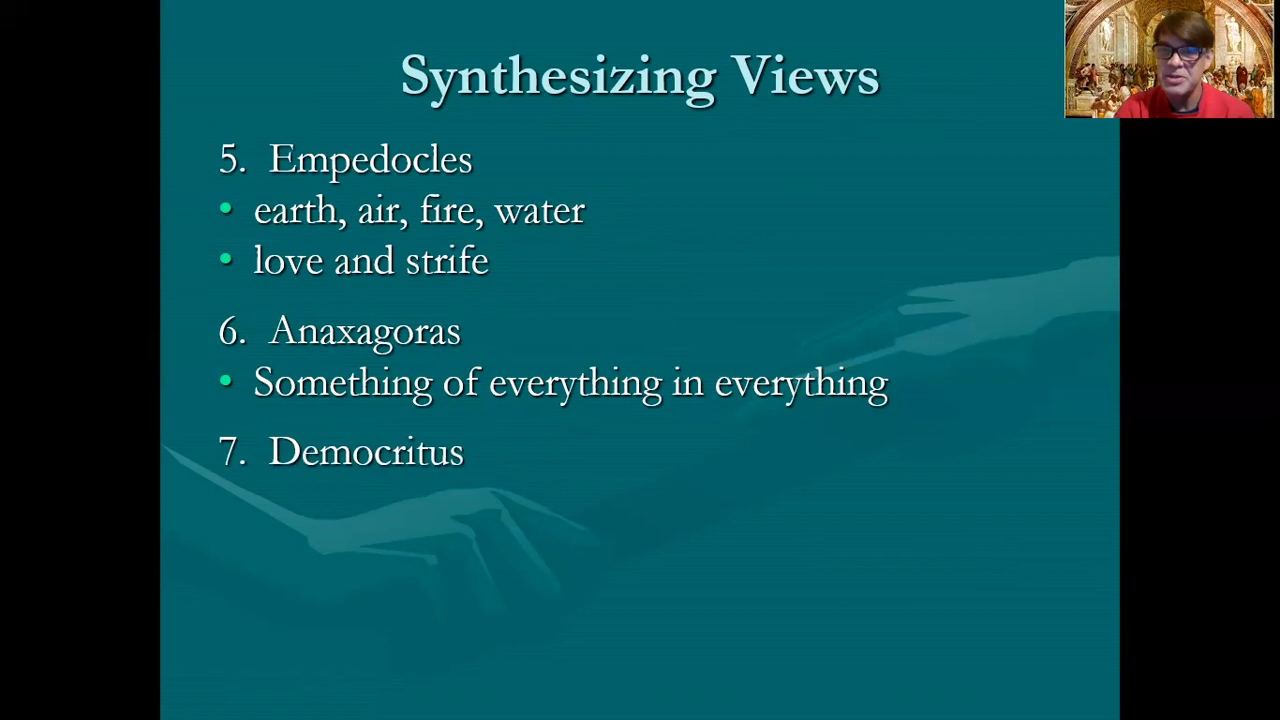 Synthesizing Views
5. Empedocles
• earth, air, fire, water
• love and strife
6. Anaxagoras
• Something of everything in everything
7. Democritus